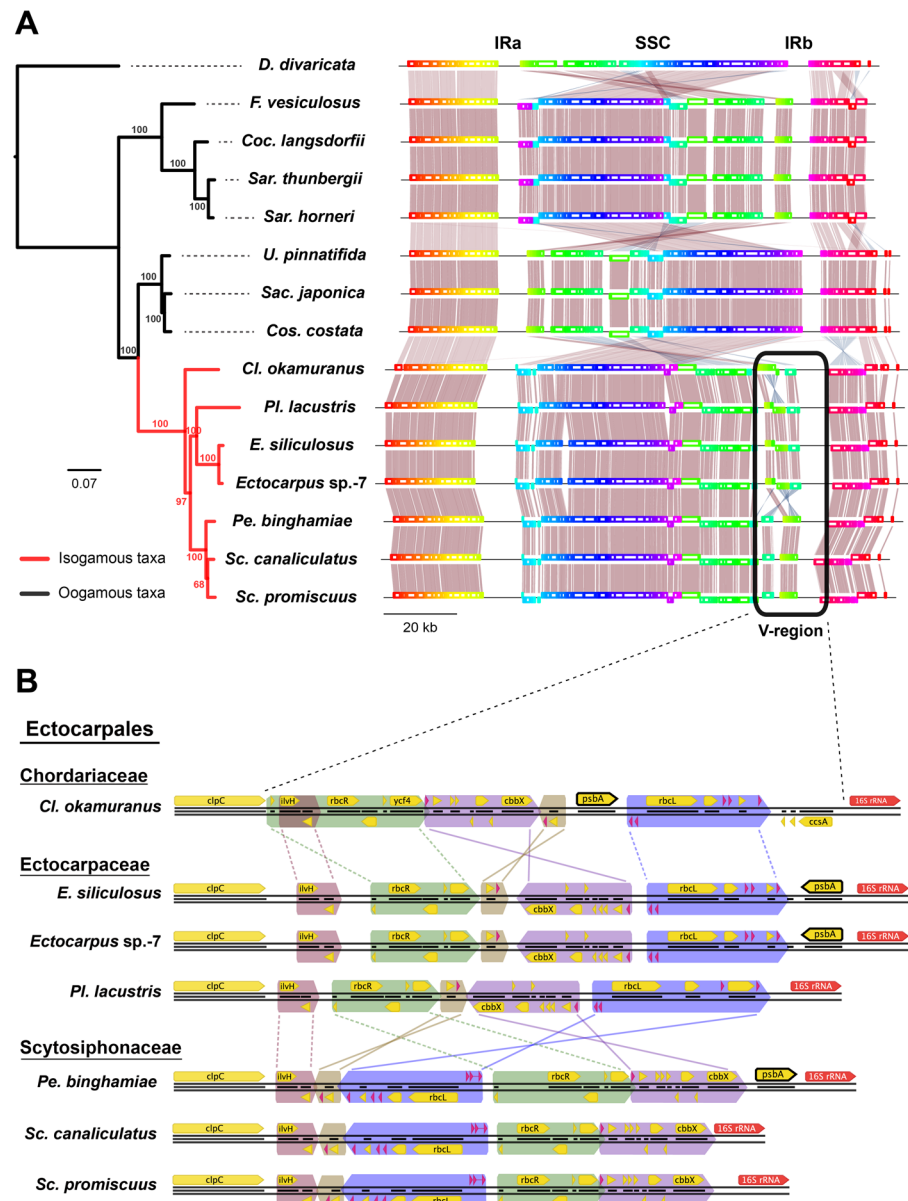 A
IRa SSC IRb
D. divaricata
100 F. vesiculosus
Coc. langsdorfii
100
Sar. thunbergii
100
Sar. horneri
U. pinnatifida
100
Sac. japonica
100
100 Cos. costata
Cl. okamuranus
Pl. lacustris
100 100
E. siliculosus
100
0.07
Ectocarpus sp.-7
97
Pe. binghamiae
Isogamous taxa 100 Sc. canaliculatus
68
Oogamous taxa Sc. promiscuus
20 kb
V-region
B
Ectocarpales
Chordariaceae
Cl. okamuranus clpC ilvH rbcR ycf4 cbbX psbA rbcL 16S rRNA
ccsA
Ectocarpaceae
E. siliculosus clpC ilvH rbcR rbcL psbA 16S rRNA
cbbX
Ectocarpus sp.-7 clpC ilvH rbcR rbcL psbA 16S rRNA
cbbX
Pl. lacustris clpC ilvH rbcR rbcL 16S rRNA
cbbX
Scytosiphonaceae
Pe. binghamiae clpC ilvH rbcR cbbX psbA 16S rRNA
rbcL
Sc. canaliculatus clpC ilvH rbcR cbbX 16S rRNA
rbcL
Sc. promiscuus clpC ilvH rbcR cbbX 16S rRNA
rbcL